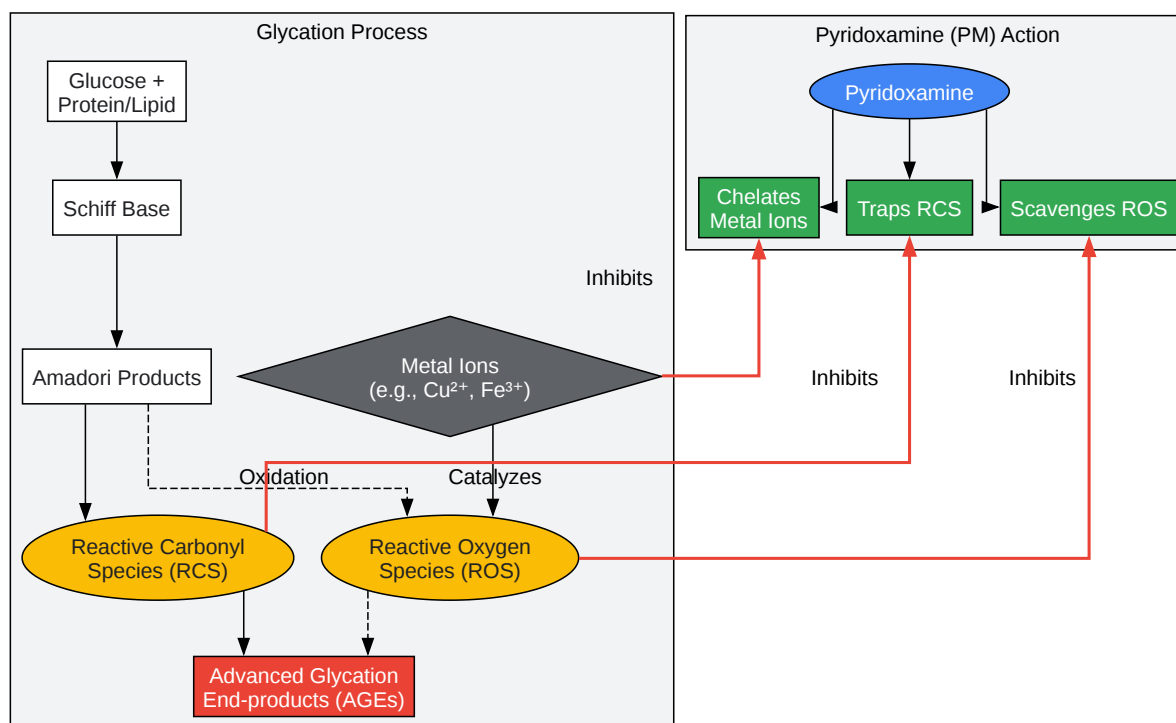 Glycation Process
Glucose +
Protein/Lipid
Schiff Base
Amadori Products
Metal Ions
(e.g., Cu²⁺, Fe³⁺)
Oxidation
Catalyzes
Reactive Carbonyl
Species (RCS)
Reactive Oxygen
Species (ROS)
Advanced Glycation
End-products (AGEs)
Pyridoxamine (PM) Action
Pyridoxamine
Chelates
Metal Ions
Traps RCS
Scavenges ROS
Inhibits
Inhibits
Inhibits